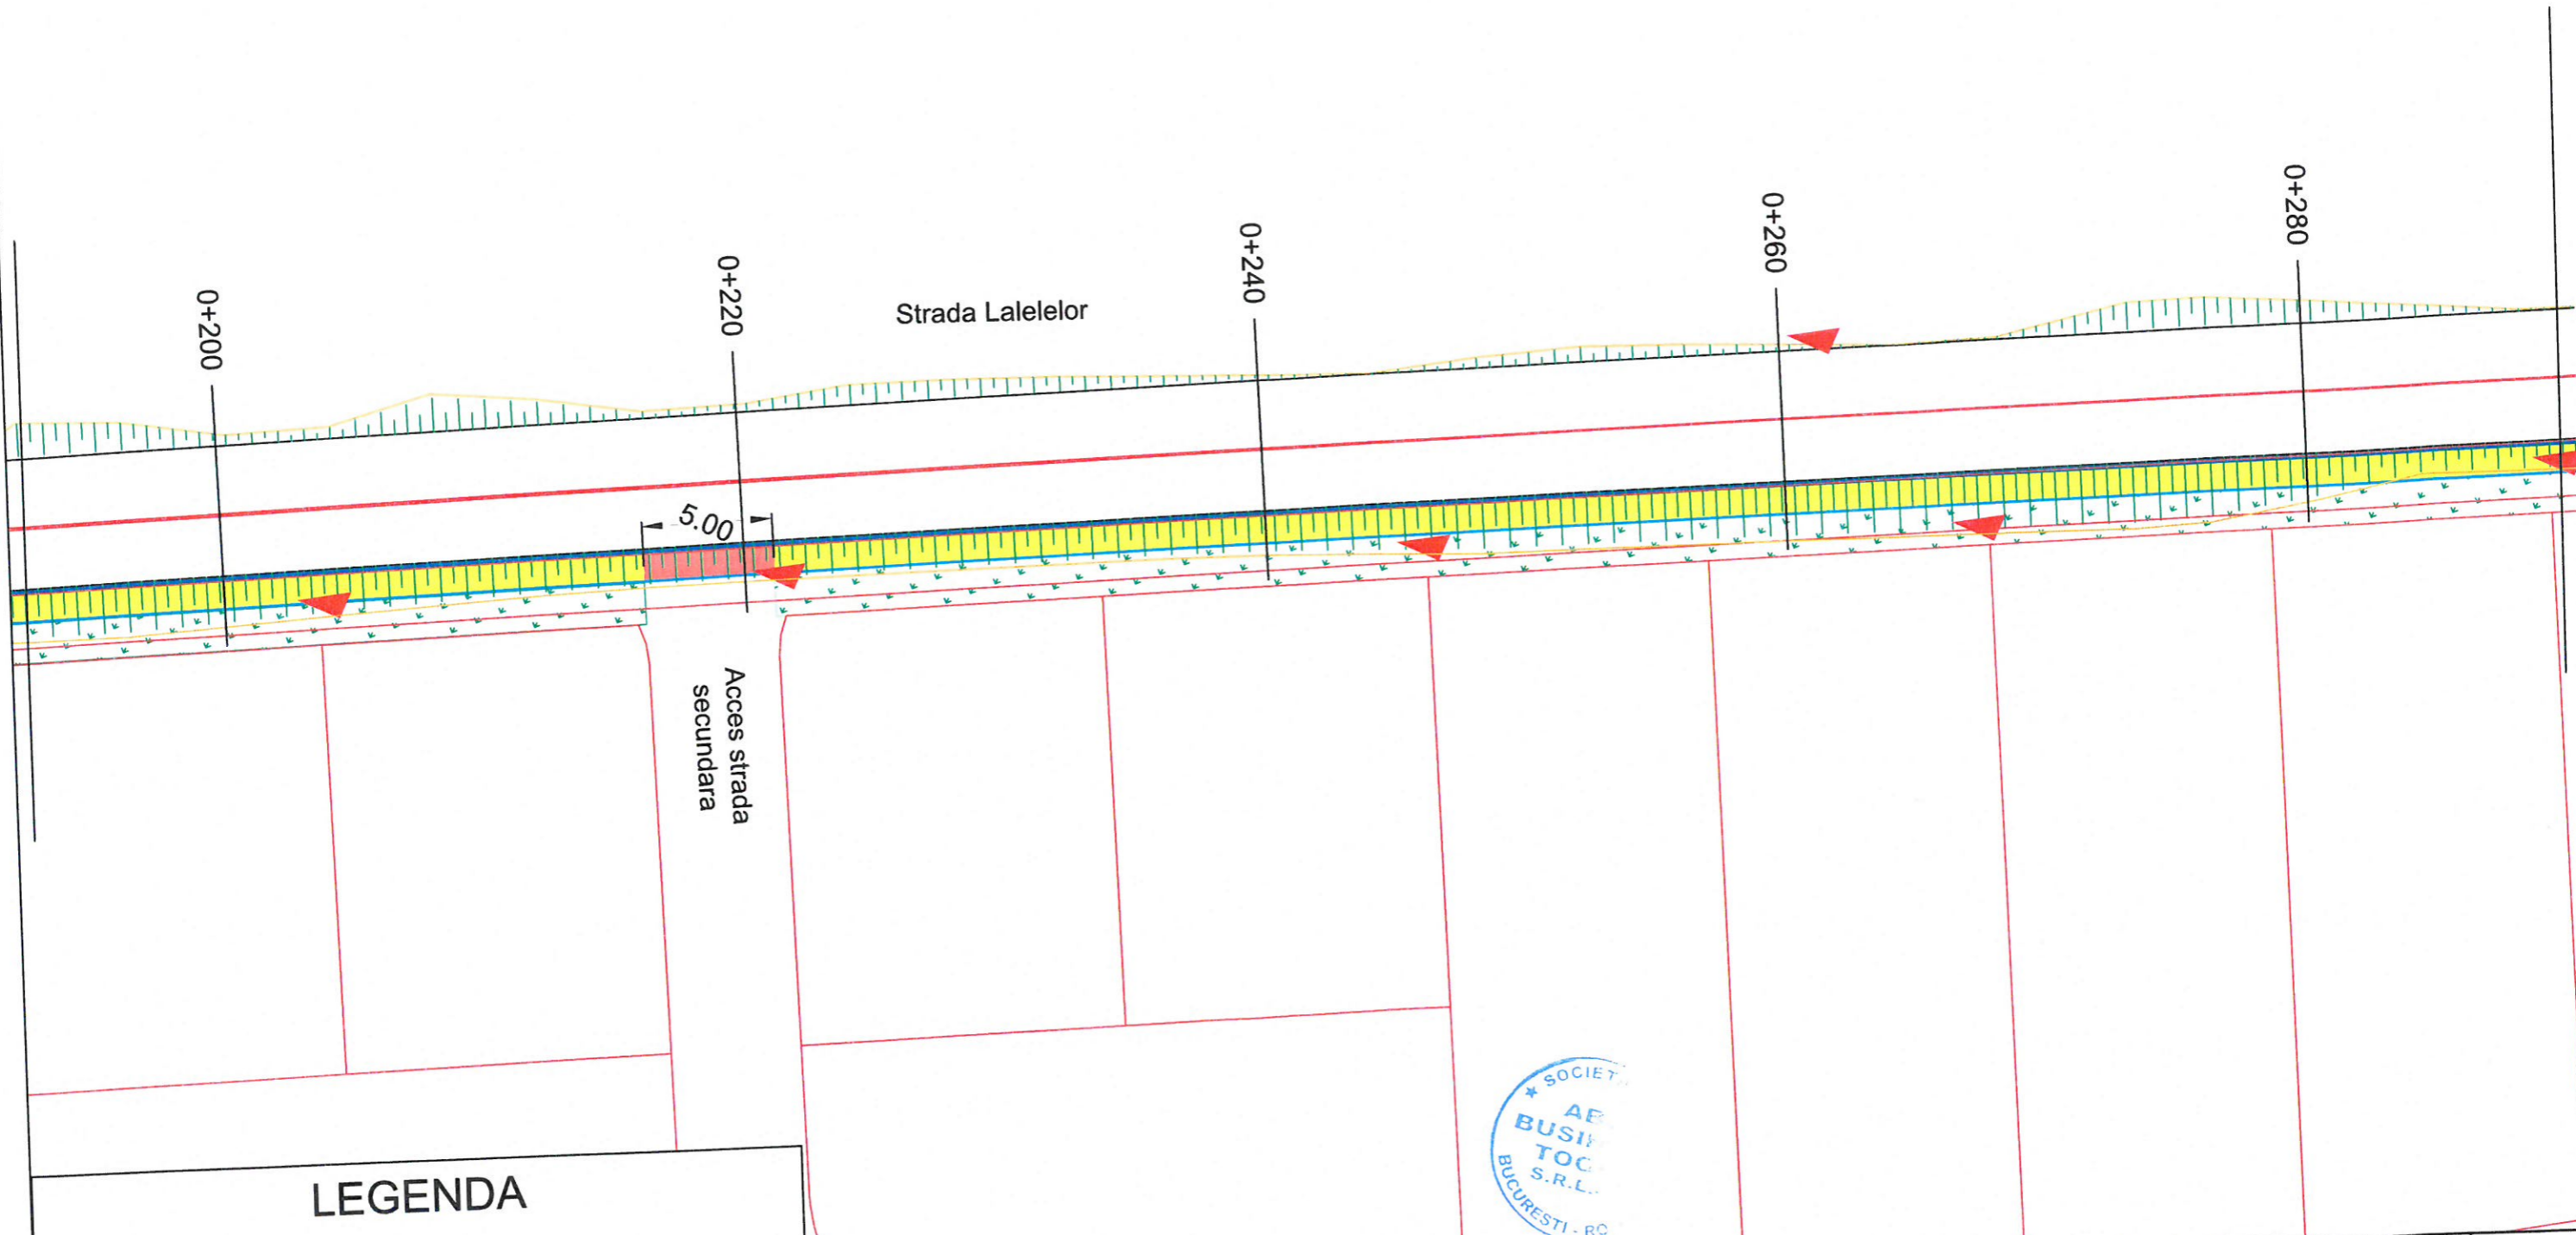 0+200
0+220
0+240
0+260
0+280
Strada Lalelelor
5.00
Acces strada
secundara
LEGENDA
SOCIET
BUSI
S.R.L.
BUCURESTI - RO